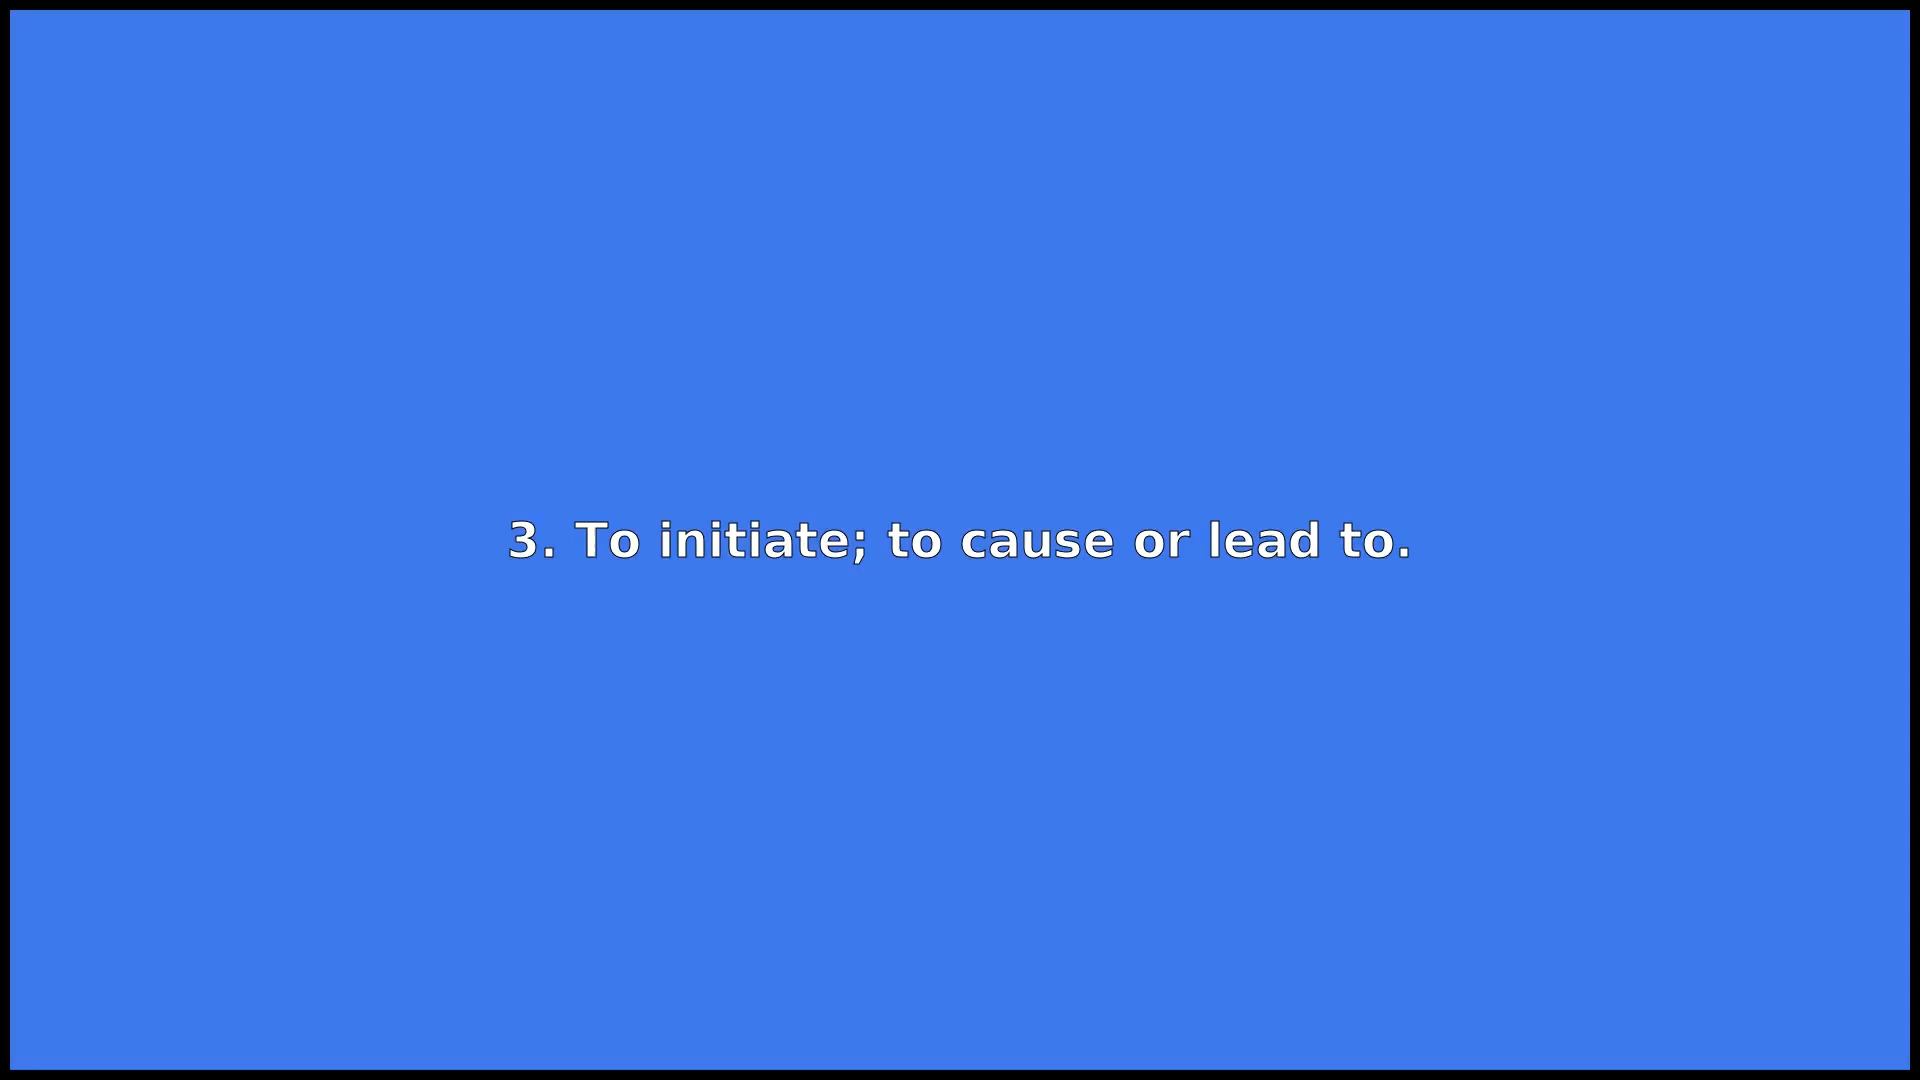 3. To initiate; to cause or lead to.